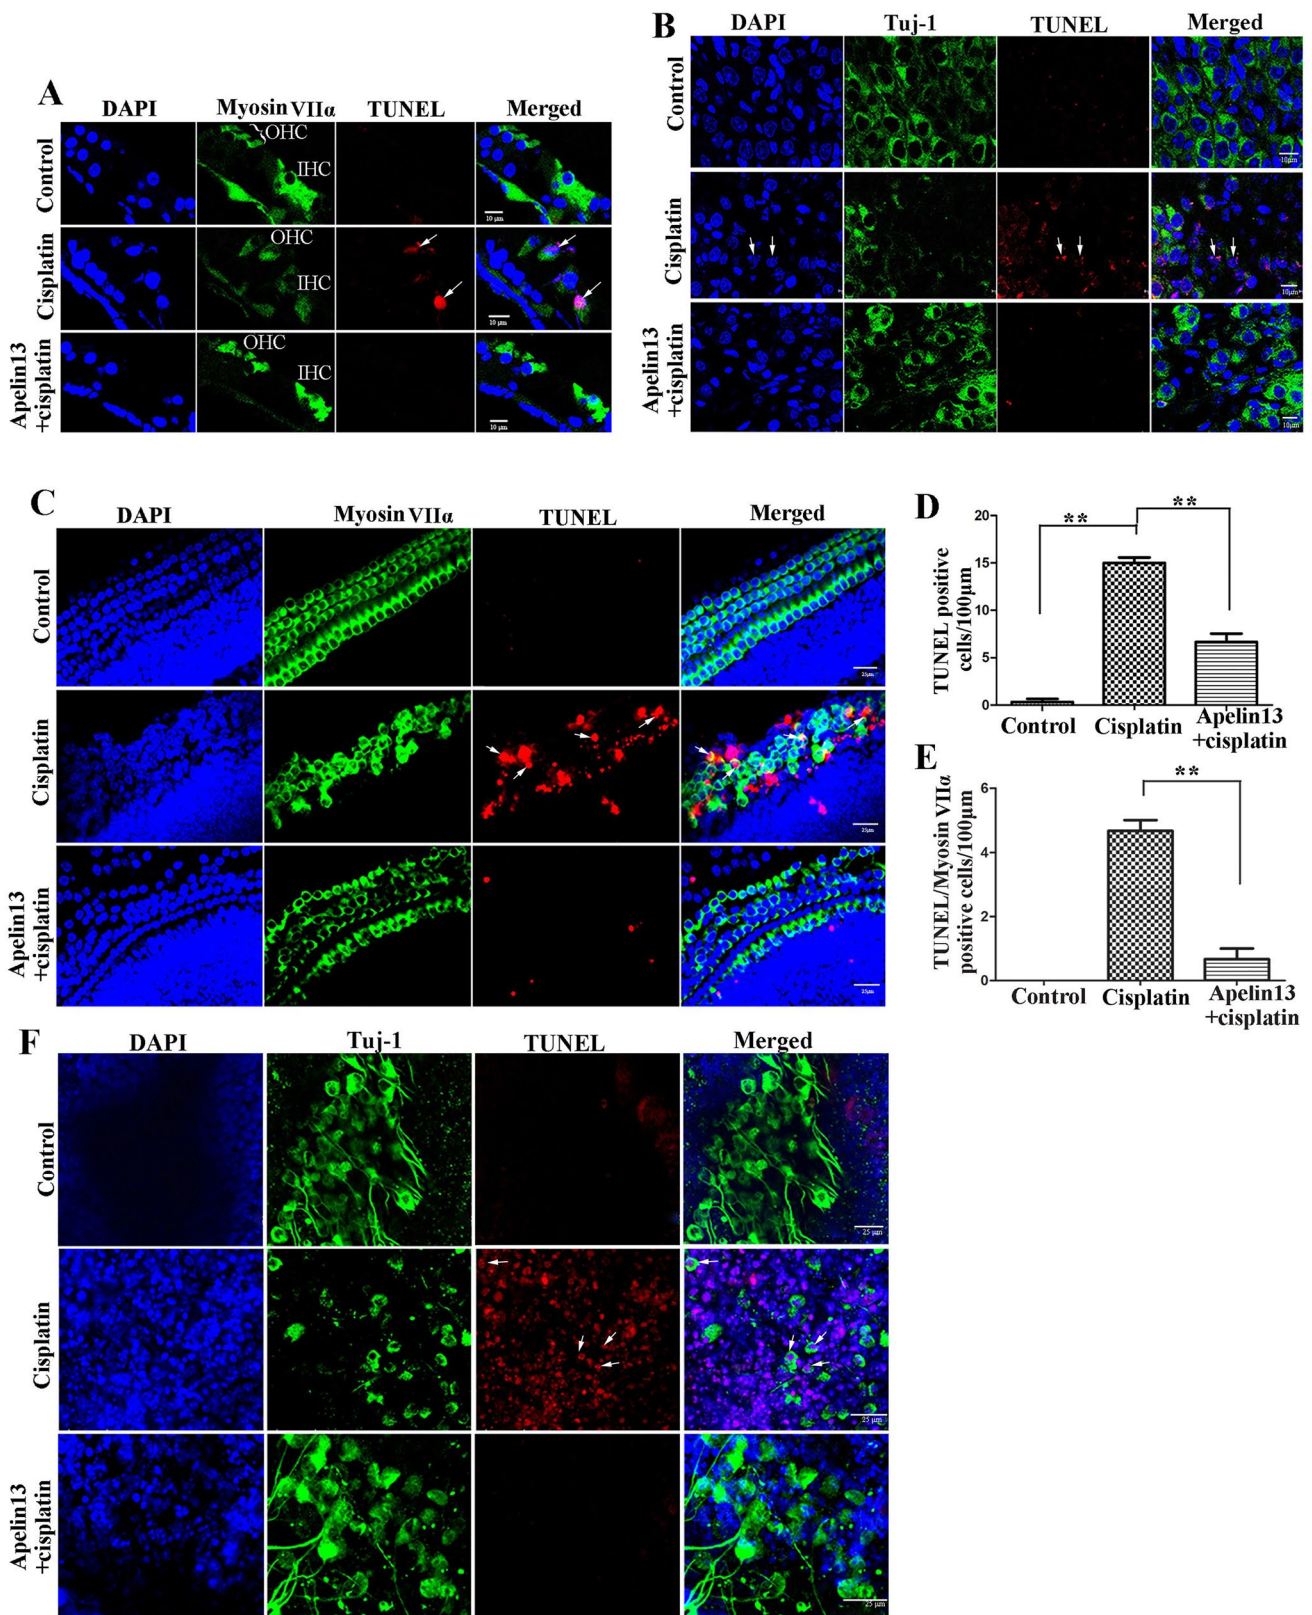 A
DAPI
Myosin VIIα
TUNEL
Merged
Control
OHC
IHC
10 μm
Cisplatin
OHC
IHC
10 μm
Apelin13
+cisplatin
OHC
IHC
10 μm
B
DAPI
Tuj-1
TUNEL
Merged
Control
10μm
Cisplatin
10μm
Apelin13
+cisplatin
10μm
C
DAPI
Myosin VIIα
TUNEL
Merged
Control
25μm
Cisplatin
25μm
Apelin13
+cisplatin
25μm
D
TUNEL positive
cells/100μm
20
15
10
5
0
**
**
Control
Cisplatin
Apelin13
+cisplatin
E
TUNEL/Myosin VIIα
positive cells/100μm
6
4
2
0
**
Control
Cisplatin
Apelin13
+cisplatin
F
DAPI
Tuj-1
TUNEL
Merged
Control
25 μm
Cisplatin
25 μm
Apelin13
+cisplatin
25 μm